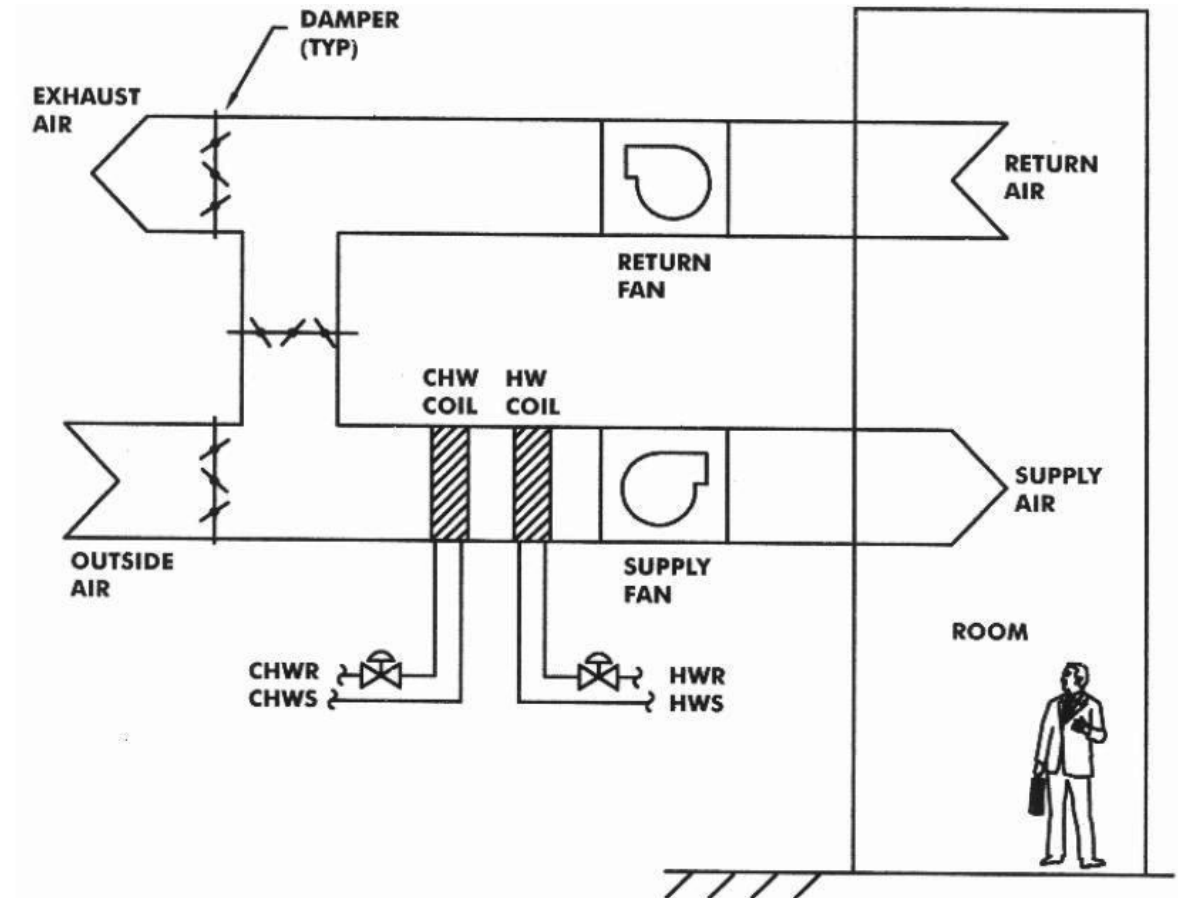 DAMPER
(TYP)
EXHAUST
AIR
RETURN
AIR
RETURN
FAN
CHW
COIL
HW
COIL
SUPPLY
AIR
OUTSIDE
AIR
SUPPLY
FAN
ROOM
CHWR
CHWS
HWR
HWS